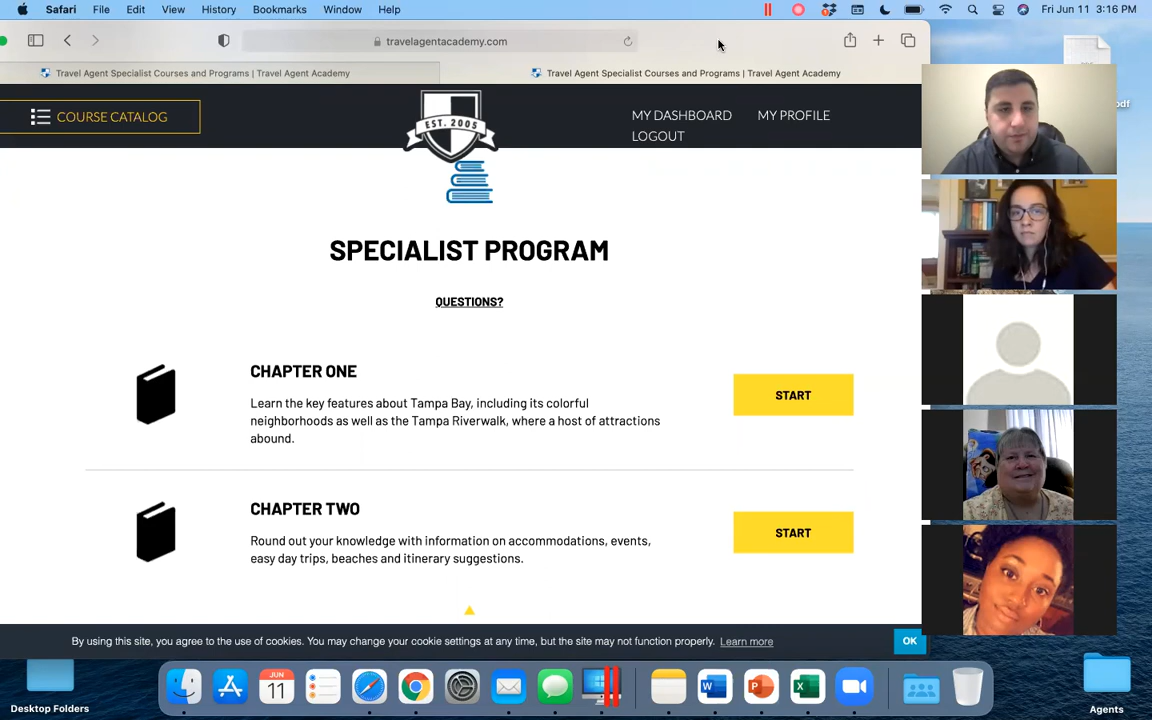 Safari File Edit View History Bookmarks Window Help Fri Jun 11 3:16 PM
travelagentacademy.com
Travel Agent Specialist Courses and Programs | Travel Agent Academy
Travel Agent Specialist Courses and Programs | Travel Agent Academy
COURSE CATALOG
EST. 2005
MY DASHBOARD MY PROFILE
LOGOUT
df
SPECIALIST PROGRAM
QUESTIONS?
CHAPTER ONE
Learn the key features about Tampa Bay, including its colorful
neighborhoods as well as the Tampa Riverwalk, where a host of attractions
abound.
START
CHAPTER TWO
Round out your knowledge with information on accommodations, events,
easy day trips, beaches and itinerary suggestions.
START
By using this site, you agree to the use of cookies. You may change your cookie settings at any time, but the site may not function properly. Learn more
OK
JUN
11
W
P
X
Desktop Folders
Agents